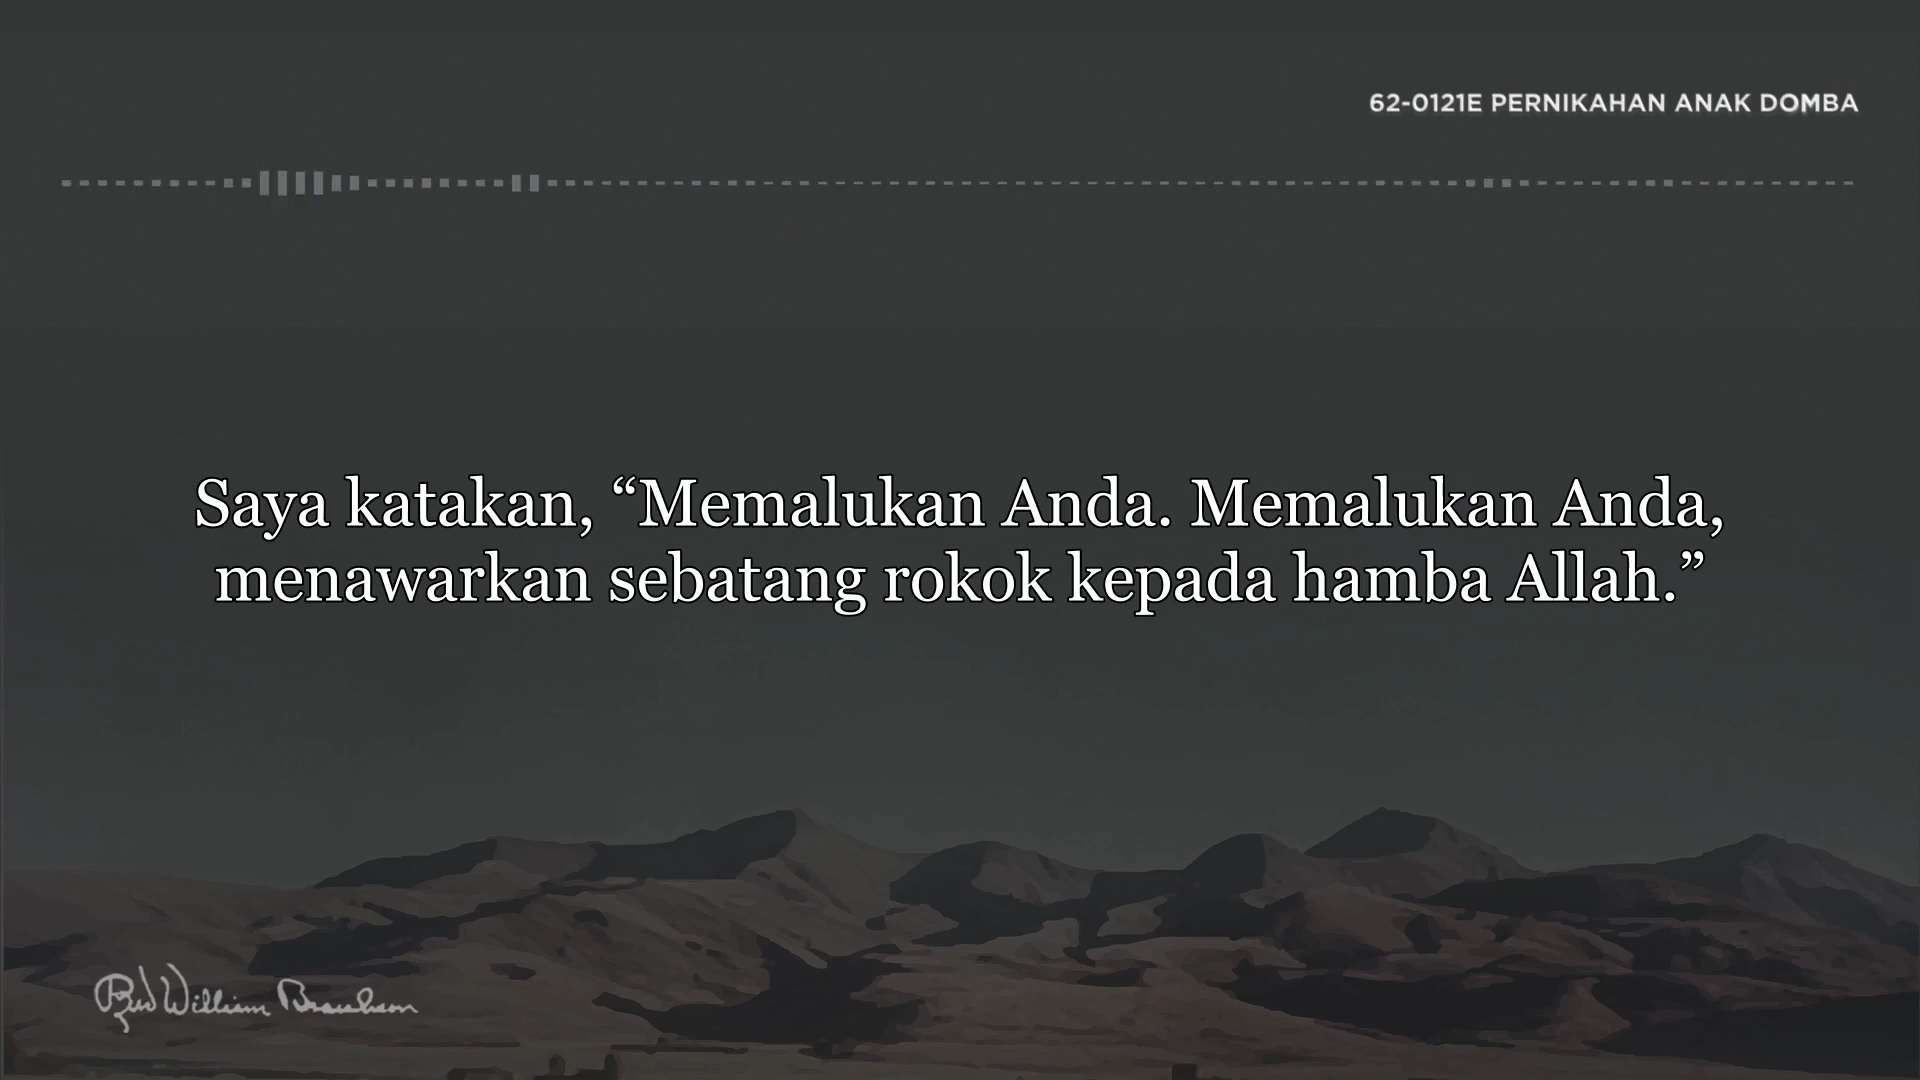 62-0121E PERNIKAHAN ANAK DOMBA
Saya katakan, “Memalukan Anda. Memalukan Anda,
menawarkan sebatang rokok kepada hamba Allah.”
Rev William Branham